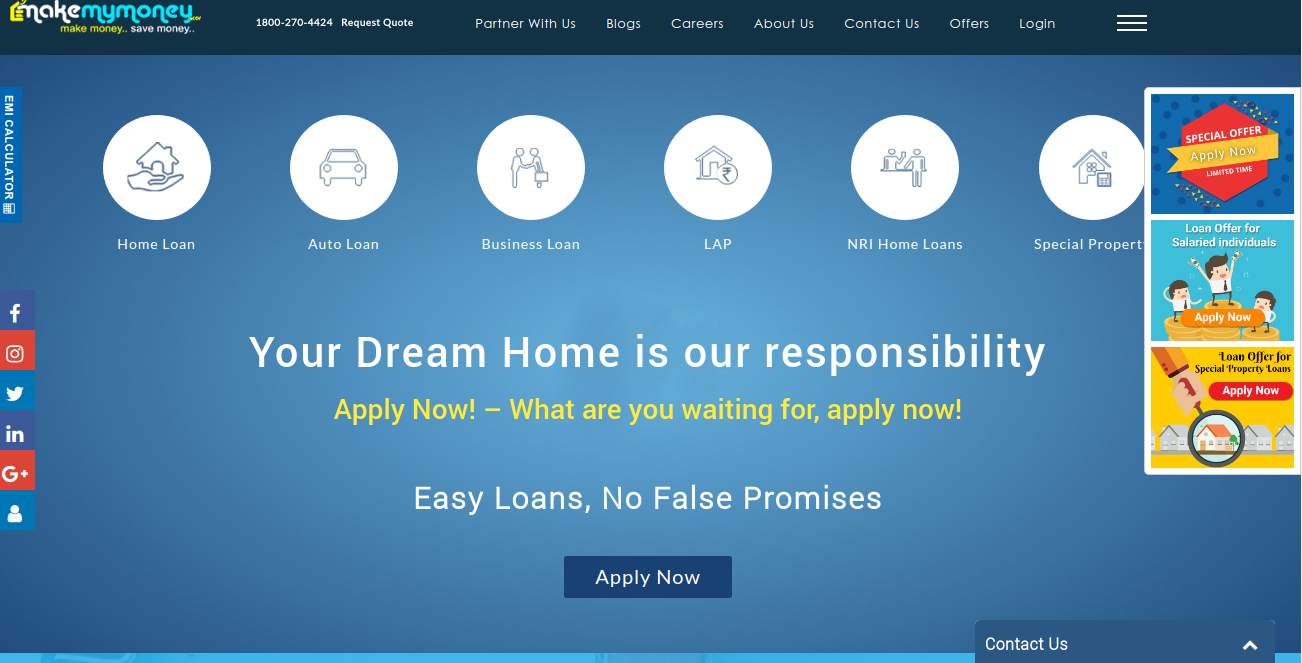 makemymoney.com
make money.. save money..
1800-270-4424 Request Quote
Partner With Us Blogs Careers About Us Contact Us Offers Login
EMI CALCULATOR
Home Loan Auto Loan Business Loan LAP NRI Home Loans Special Property
SPECIAL OFFER
Apply Now
LIMITED TIME
Loan Offer for
Salaried individuals
Apply Now
Loan Offer for
Special Property Loans
Apply Now
Your Dream Home is our responsibility
Apply Now! – What are you waiting for, apply now!
Easy Loans, No False Promises
Apply Now
Contact Us